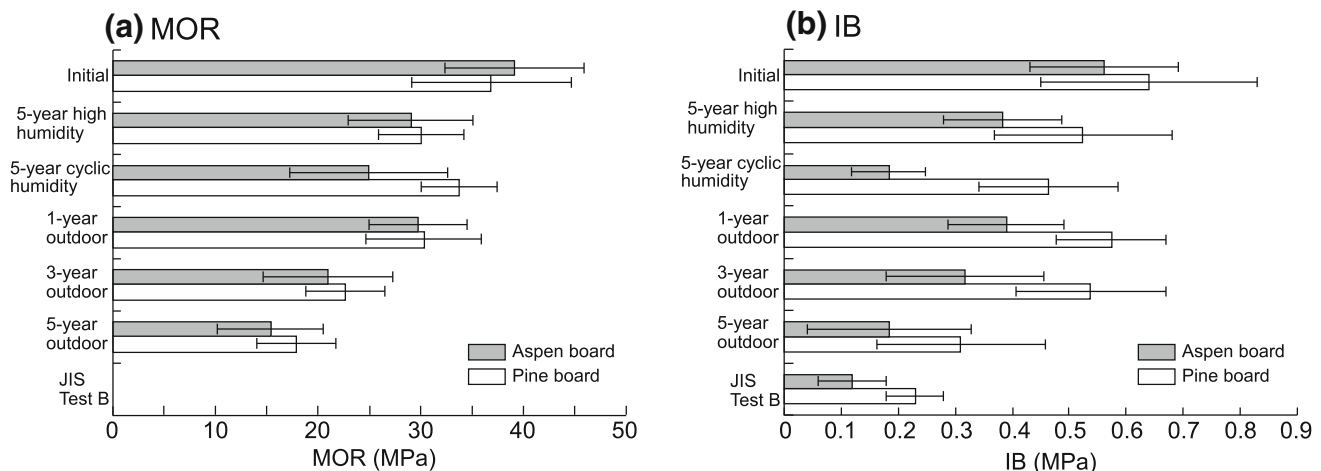 (a) MOR
Initial
5-year high
humidity
5-year cyclic
humidity
1-year
outdoor
3-year
outdoor
5-year
outdoor
JIS
Test B
Aspen board
Pine board
0 10 20 30 40 50
MOR (MPa)
(b) IB
Initial
5-year high
humidity
5-year cyclic
humidity
1-year
outdoor
3-year
outdoor
5-year
outdoor
JIS
Test B
Aspen board
Pine board
0 0.1 0.2 0.3 0.4 0.5 0.6 0.7 0.8 0.9
IB (MPa)